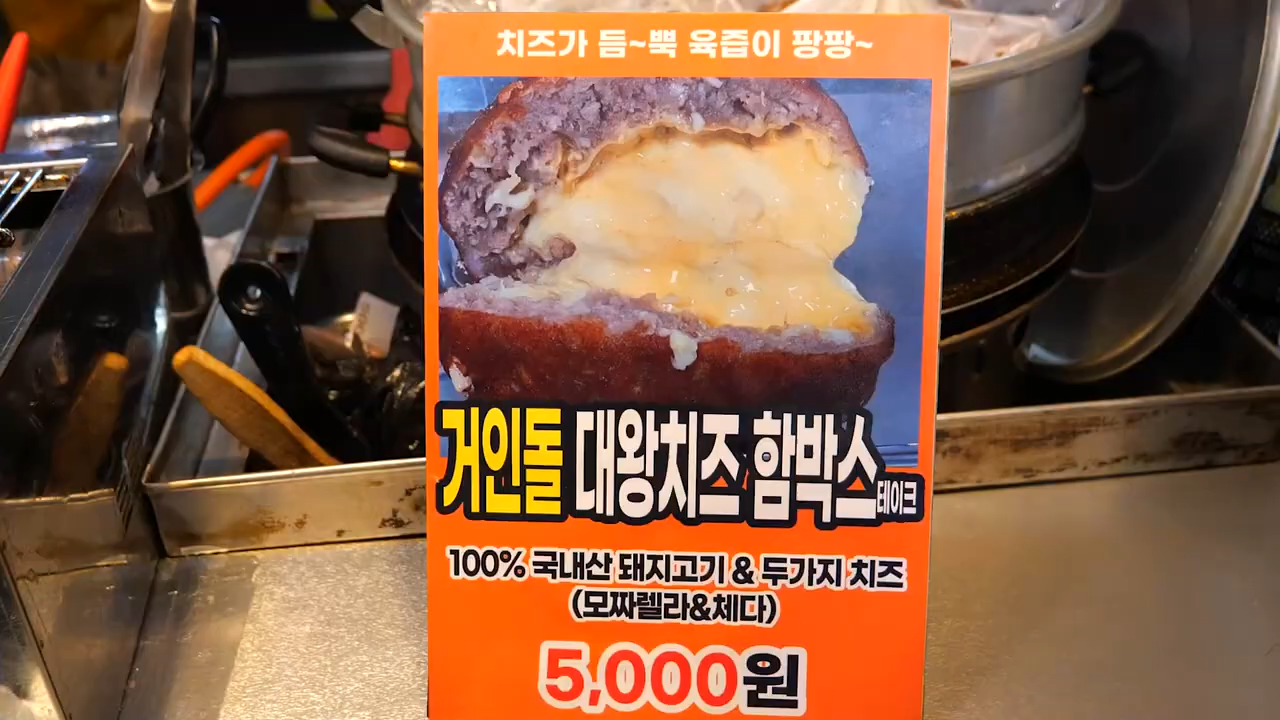 치즈가 듬~뿍 육즙이 팡팡~
거인돌 대왕치즈 함박스테이크
100% 국내산 돼지고기 & 두가지 치즈
(모짜렐라&체다)
5,000원